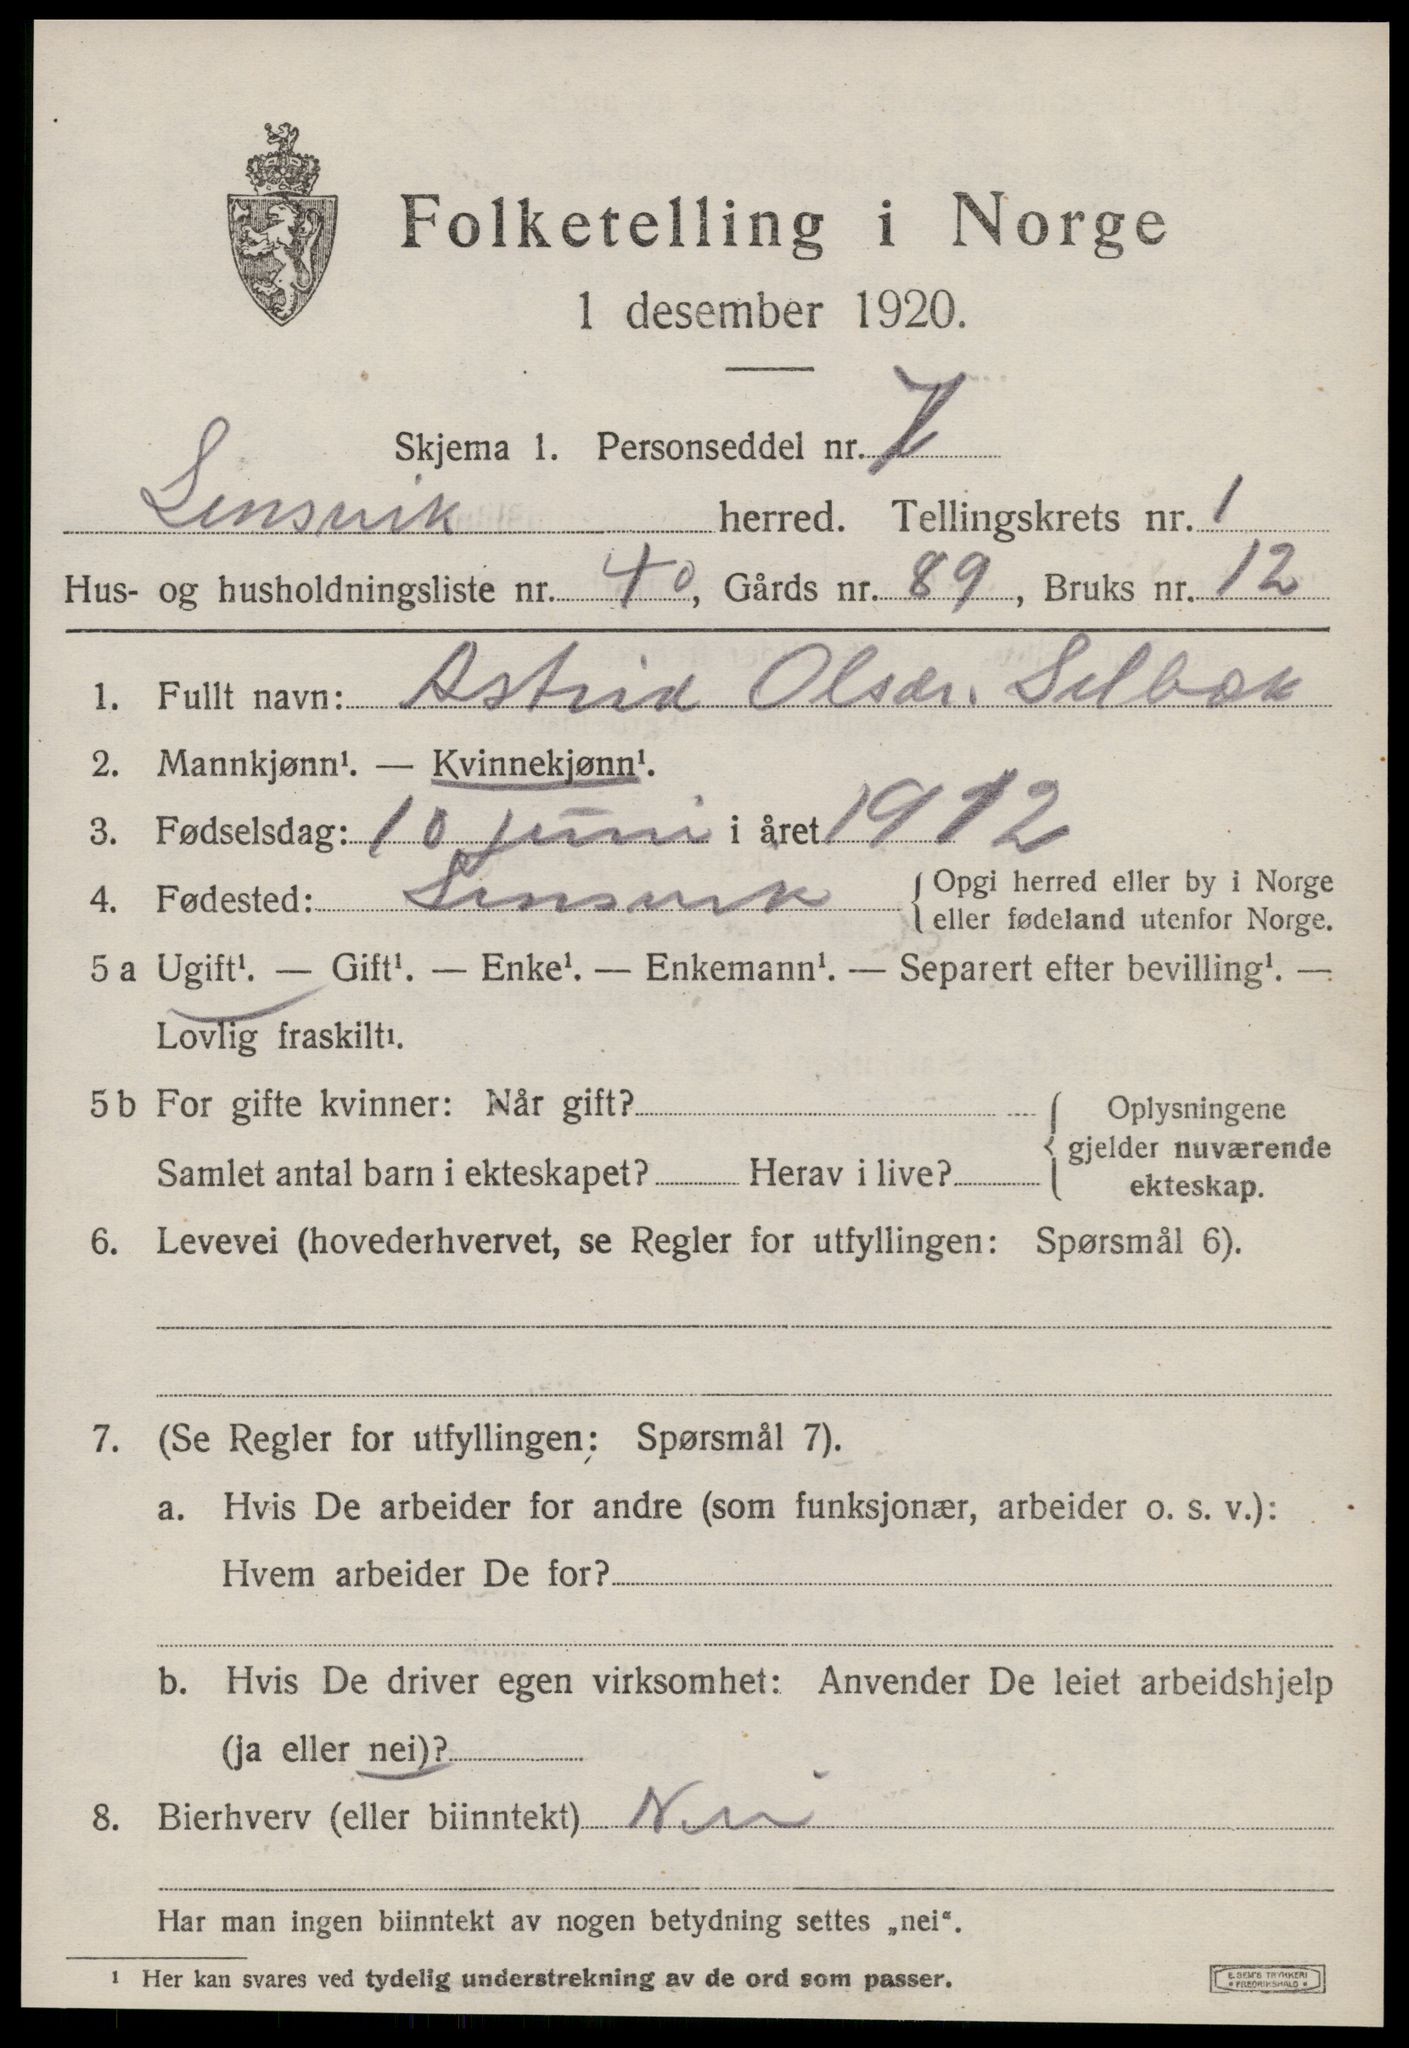 Folketelling i Norge
1 desember 1920.
Skjema 1. Personseddel nr. 7
Lensvik herred. Tellingskrets nr. 1
Hus- og husholdningsliste nr. 40, Gårds nr. 89, Bruks nr. 12
1. Fullt navn: Astrid Olsdr. Selbæk
2. Mannkjønn¹. — Kvinnekjønn¹.
3. Fødselsdag: 10 juni i året 1912
4. Fødested: Lensvik { Opgi herred eller by i Norge
eller fødeland utenfor Norge.
5 a Ugift¹. — Gift¹. — Enke¹. — Enkemann¹. — Separert efter bevilling¹. —
Lovlig fraskilt¹.
5 b For gifte kvinner: Når gift? { Oplysningene
gjelder nuværende
Samlet antal barn i ekteskapet? Herav i live? ekteskap.
6. Levevei (hovederhvervet, se Regler for utfyllingen: Spørsmål 6).
7. (Se Regler for utfyllingen: Spørsmål 7).
a. Hvis De arbeider for andre (som funksjonær, arbeider o. s. v.):
Hvem arbeider De for?
b. Hvis De driver egen virksomhet: Anvender De leiet arbeidshjelp
(ja eller nei)?
8. Bierhverv (eller biinntekt) Nei
Har man ingen biinntekt av nogen betydning settes „nei“.
¹ Her kan svares ved tydelig understrekning av de ord som passer.
E. SEM'S TRYKKERI
• FREDRIKSHALD •